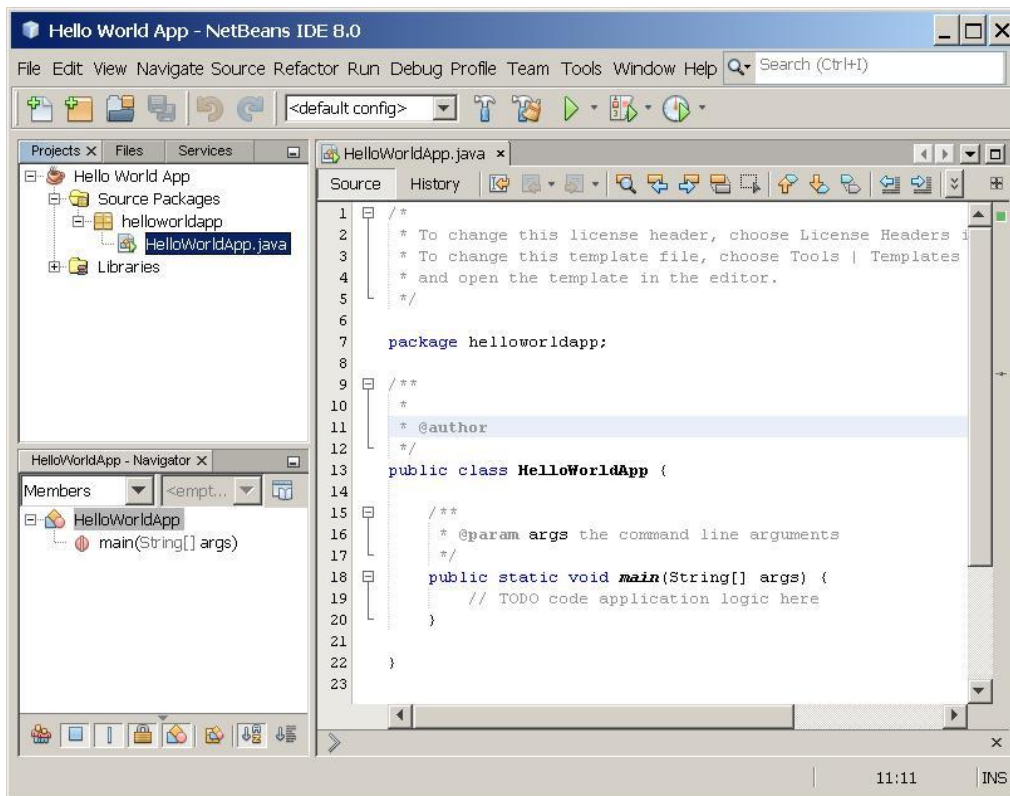 Hello World App - NetBeans IDE 8.0
File Edit View Navigate Source Refactor Run Debug Profile Team Tools Window Help Search (Ctrl+I)
<default config>
Projects Files Services
Hello World App
Source Packages
helloworldapp
HelloWorldApp.java
Libraries
HelloWorldApp - Navigator
Members <empt...
HelloWorldApp
main(String[] args)
HelloWorldApp.java
Source History
1 /*
2 * To change this license header, choose License Headers i
3 * To change this template file, choose Tools | Templates
4 * and open the template in the editor.
5 */
6
7 package helloworldapp;
8
9 /**
10 *
11 * @author
12 */
13 public class HelloWorldApp {
14
15 /**
16 * @param args the command line arguments
17 */
18 public static void main(String[] args) {
19 // TODO code application logic here
20 }
21
22 }
23
11:11 INS